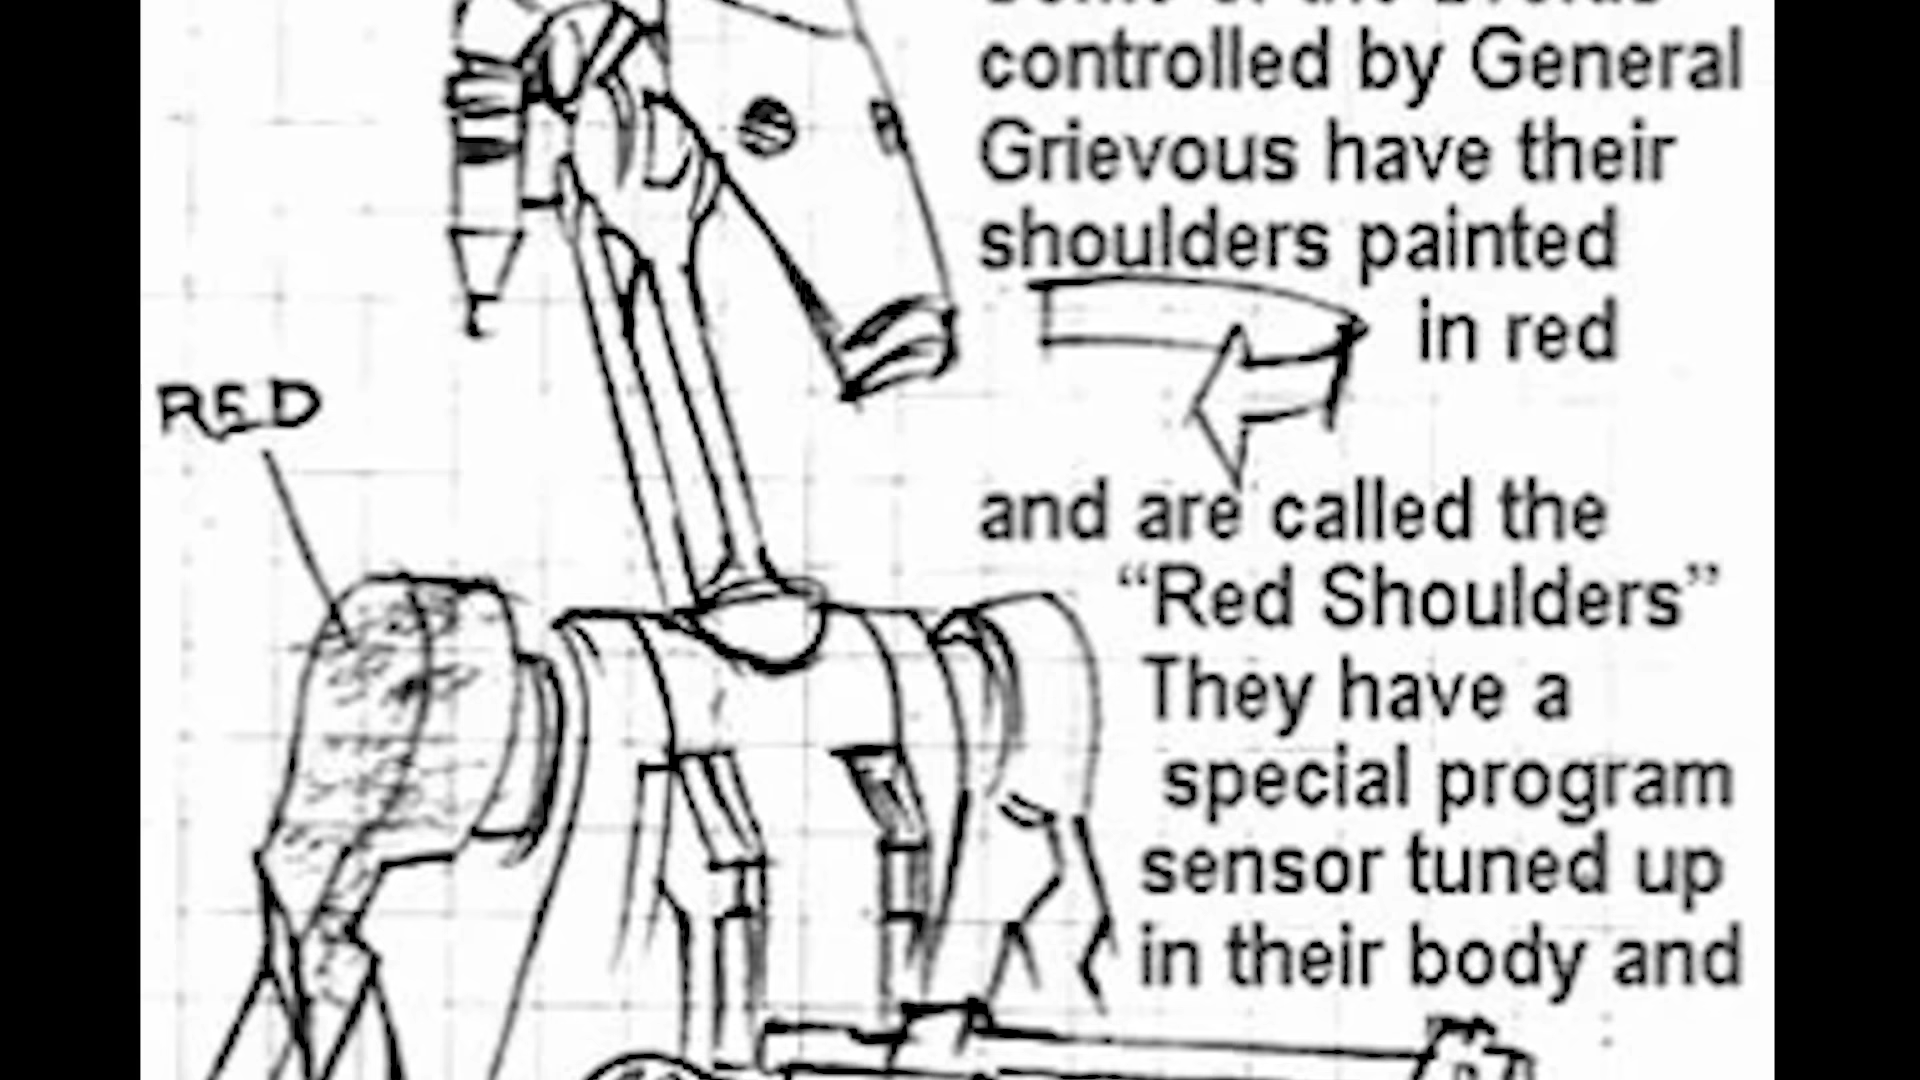 controlled by General
Grievous have their
shoulders painted
in red
RED
and are called the
“Red Shoulders”
They have a
special program
sensor tuned up
in their body and